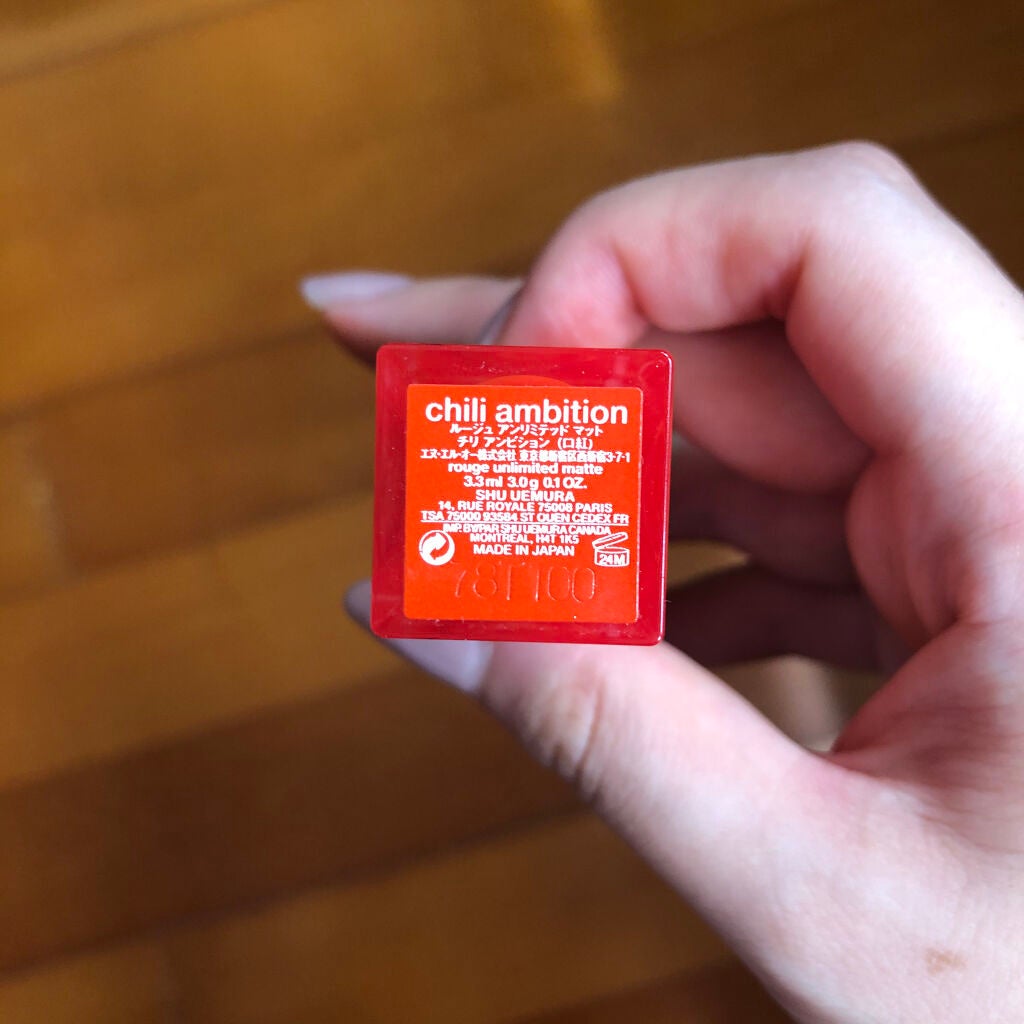 chili ambition
ルージュ アンリミテッド マット
チリ アンビション (口紅)
エヌ・エル・オー株式会社 東京都新宿区西新宿3-7-1
rouge unlimited matte
3.3 ml 3.0 g 0.1 OZ.
SHU UEMURA
14, RUE ROYALE 75008 PARIS
TSA 75000 93584 ST OUEN CEDEX FR
IMP. BY/PAR SHU UEMURA CANADA
MONTREAL, H4T 1K5
MADE IN JAPAN
24M